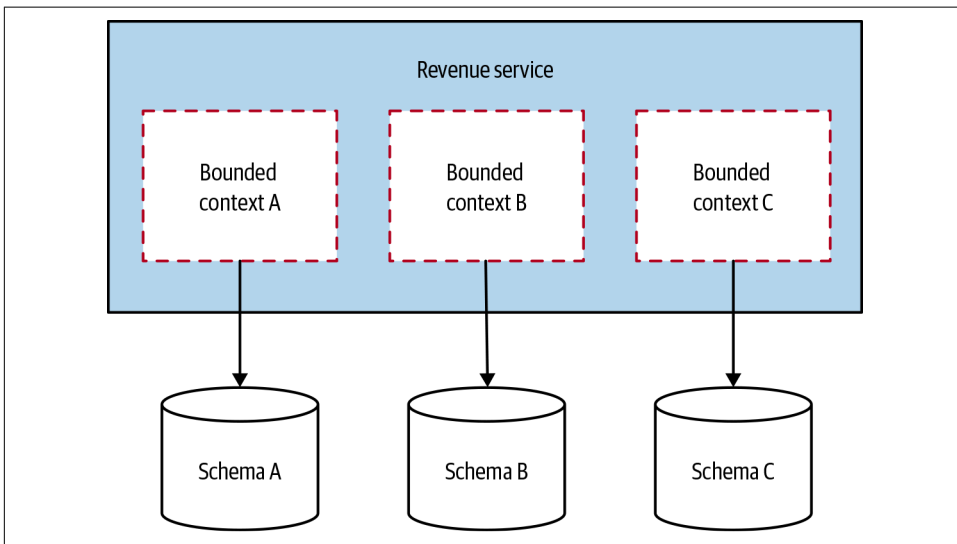 Revenue service
Bounded
context A
Bounded
context B
Bounded
context C
Schema A
Schema B
Schema C